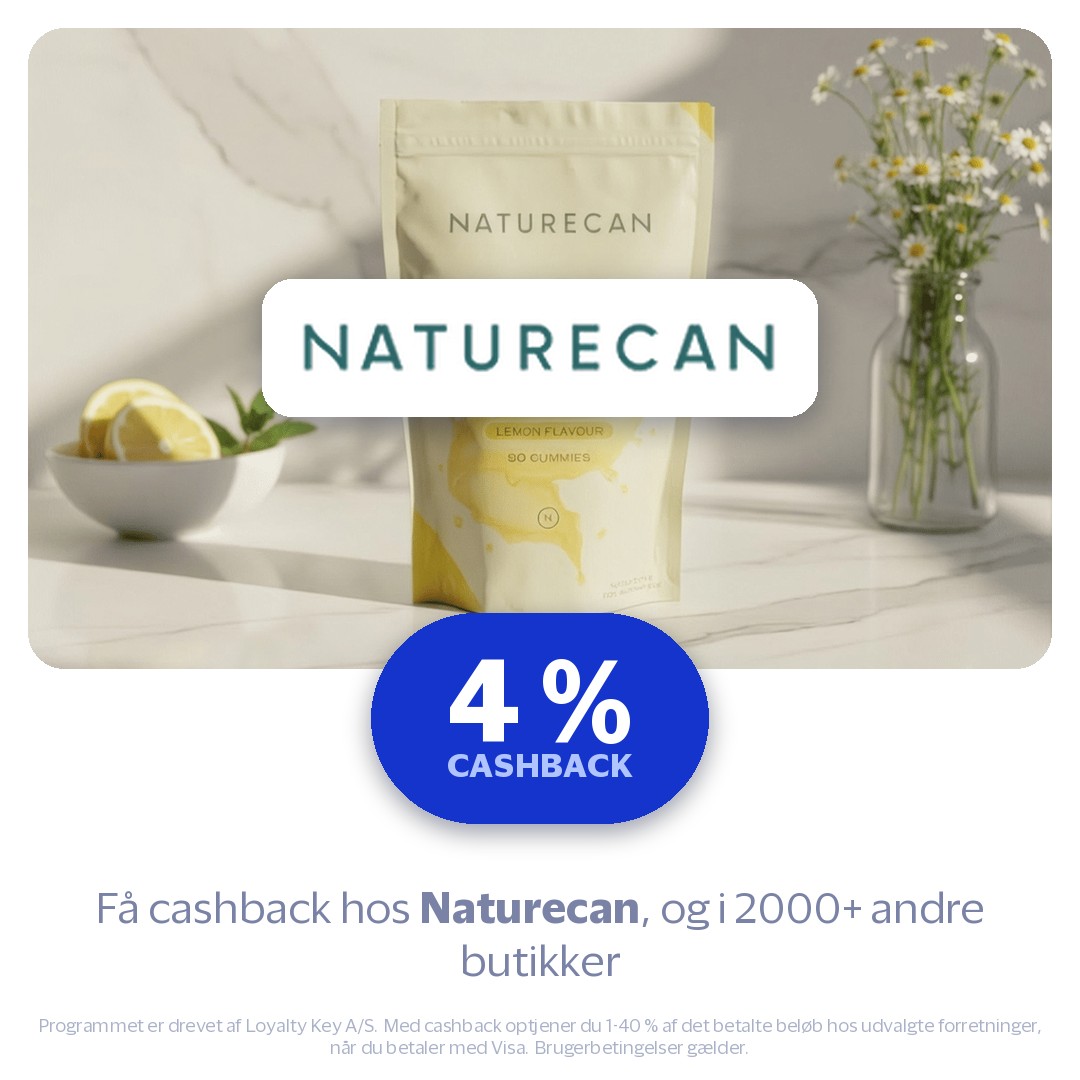 NATURECAN
NATURECAN
LEMON FLAVOUR
90 GUMMIES
N
4 %
CASHBACK
Få cashback hos Naturecan, og i 2000+ andre
butikker
Programmet er drevet af Loyalty Key A/S. Med cashback optjener du 1-40 % af det betalte beløb hos udvalgte forretninger,
når du betaler med Visa. Brugerbetingelser gælder.